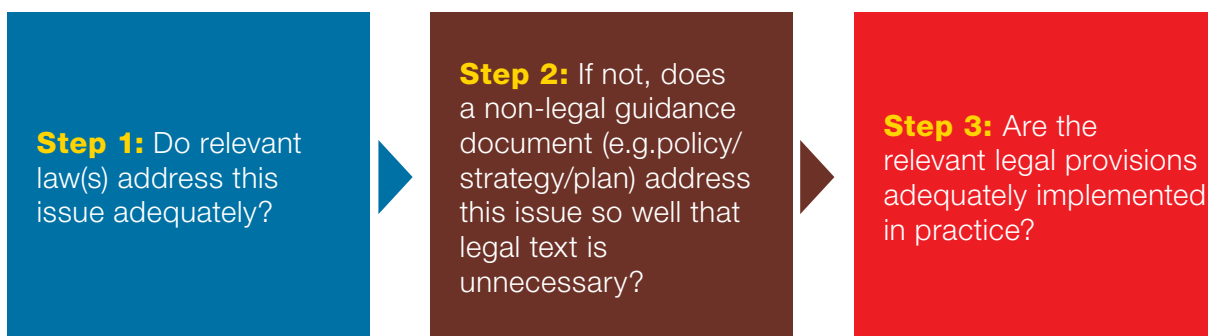 Step 1: Do relevant
law(s) address this
issue adequately?
Step 2: If not, does
a non-legal guidance
document (e.g.policy/
strategy/plan) address
this issue so well that
legal text is
unnecessary?
Step 3: Are the
relevant legal provisions
adequately implemented
in practice?